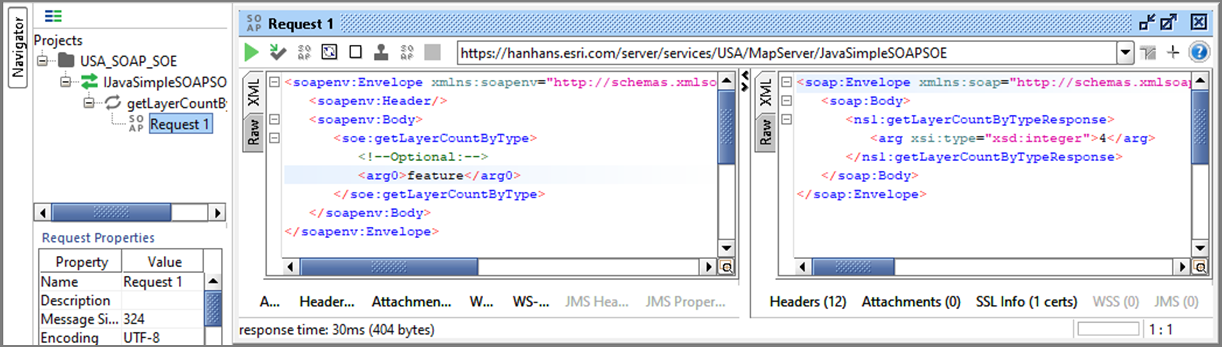 Navigator
Projects
USA_SOAP_SOE
IJavaSimpleSOAPSO
getLayerCountB
SO AP Request 1
Request Properties
Property Value
Name Request 1
Description
Message Si... 324
Encoding UTF-8
SO AP Request 1
SO AP
SO AP
https://hanhans.esri.com/server/services/USA/MapServer/JavaSimpleSOAPSOE
?
XML
Raw
<soapenv:Envelope xmlns:soapenv="http://schemas.xmlso
<soapenv:Header/>
<soapenv:Body>
<soe:getLayerCountByType>
<!--Optional:-->
<arg0>feature</arg0>
</soe:getLayerCountByType>
</soapenv:Body>
</soapenv:Envelope>
A... Header... Attachmen... W... WS-... JMS Hea... JMS Proper...
XML
Raw
<soap:Envelope xmlns:soap="http://schemas.xmlsoap
<soap:Body>
<ns1:getLayerCountByTypeResponse>
<arg xsi:type="xsd:integer">4</arg>
</ns1:getLayerCountByTypeResponse>
</soap:Body>
</soap:Envelope>
Headers (12) Attachments (0) SSL Info (1 certs) WSS (0) JMS (0)
response time: 30ms (404 bytes)
1 : 1